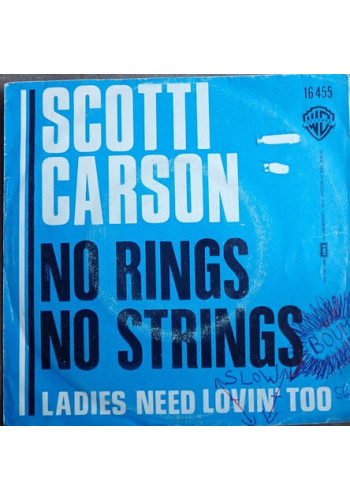 SCOTTI
16 455
CARSON
NO RINGS
NO STRINGS
SLOW
LADIES NEED LOVIN' TOO